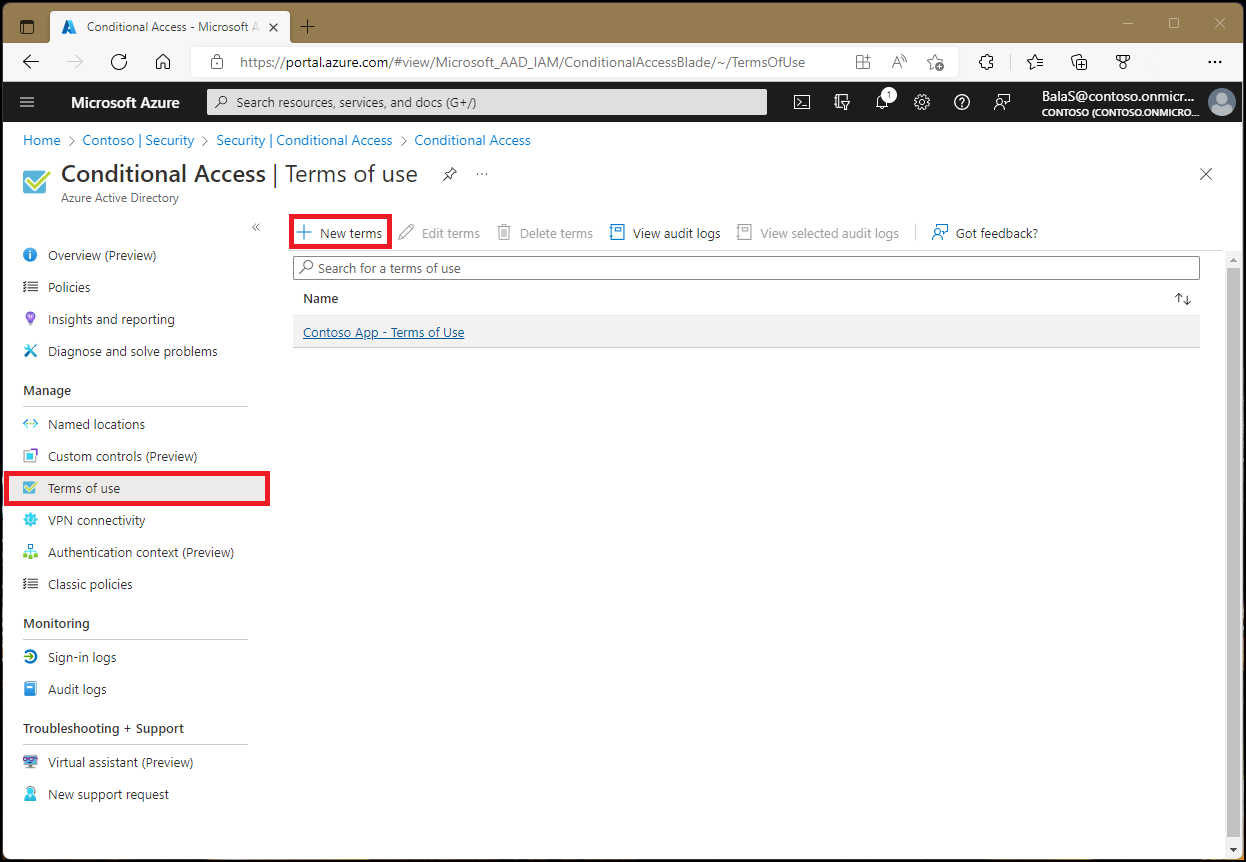 Conditional Access - Microsoft A
https://portal.azure.com/#view/Microsoft_AAD_IAM/ConditionalAccessBlade/~/TermsOfUse
Microsoft Azure
Search resources, services, and docs (G+/)
1
BalaS@contoso.onmicr...
CONTOSO (CONTOSO.ONMICRO...
Home > Contoso | Security > Security | Conditional Access > Conditional Access
Conditional Access | Terms of use
Azure Active Directory
New terms
Edit terms
Delete terms
View audit logs
View selected audit logs
Got feedback?
Overview (Preview)
Policies
Insights and reporting
Diagnose and solve problems
Manage
Named locations
Custom controls (Preview)
Terms of use
VPN connectivity
Authentication context (Preview)
Classic policies
Monitoring
Sign-in logs
Audit logs
Troubleshooting + Support
Virtual assistant (Preview)
New support request
Search for a terms of use
Name
Contoso App - Terms of Use